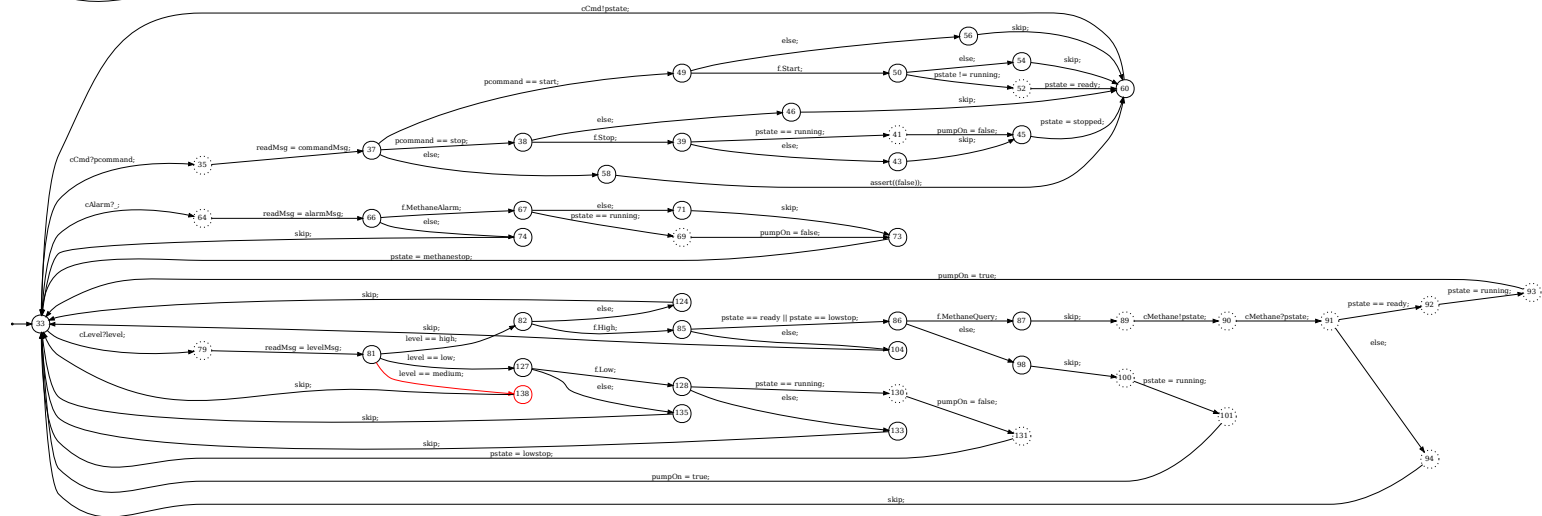 cCmd!pstate;
56
skip;
else;
54
else;
skip;
49
f.Start;
50
pstate != running;
52
pstate = ready;
60
pcommand == start;
46
skip;
else;
pstate = stopped;
41
pumpOn = false;
45
pstate == running;
f.Stop;
39
skip;
38
pcommand == stop;
37
readMsg = commandMsg;
cCmd?pcommand;
35
else;
43
else;
58
assert((false));
cAlarm?_;
64
readMsg = alarmMsg;
66
f.MethaneAlarm;
67
else;
71
skip;
pstate == running;
else;
74
skip;
69
pumpOn = false;
73
pstate = methanestop;
pumpOn = true;
93
pstate = running;
92
pstate == ready;
124
skip;
else;
33
82
f.High;
85
pstate == ready || pstate == lowstop;
86
f.MethaneQuery;
87
skip;
89
cMethane!pstate;
90
cMethane?pstate;
91
cLevel?level;
79
readMsg = levelMsg;
81
level == high;
skip;
else;
104
else;
98
else;
level == low;
127
f.Low;
128
skip;
100
pstate = running;
level == medium;
138
skip;
else;
pstate == running;
130
pumpOn = false;
else;
135
skip;
101
133
skip;
131
pstate = lowstop;
94
pumpOn = true;
skip;